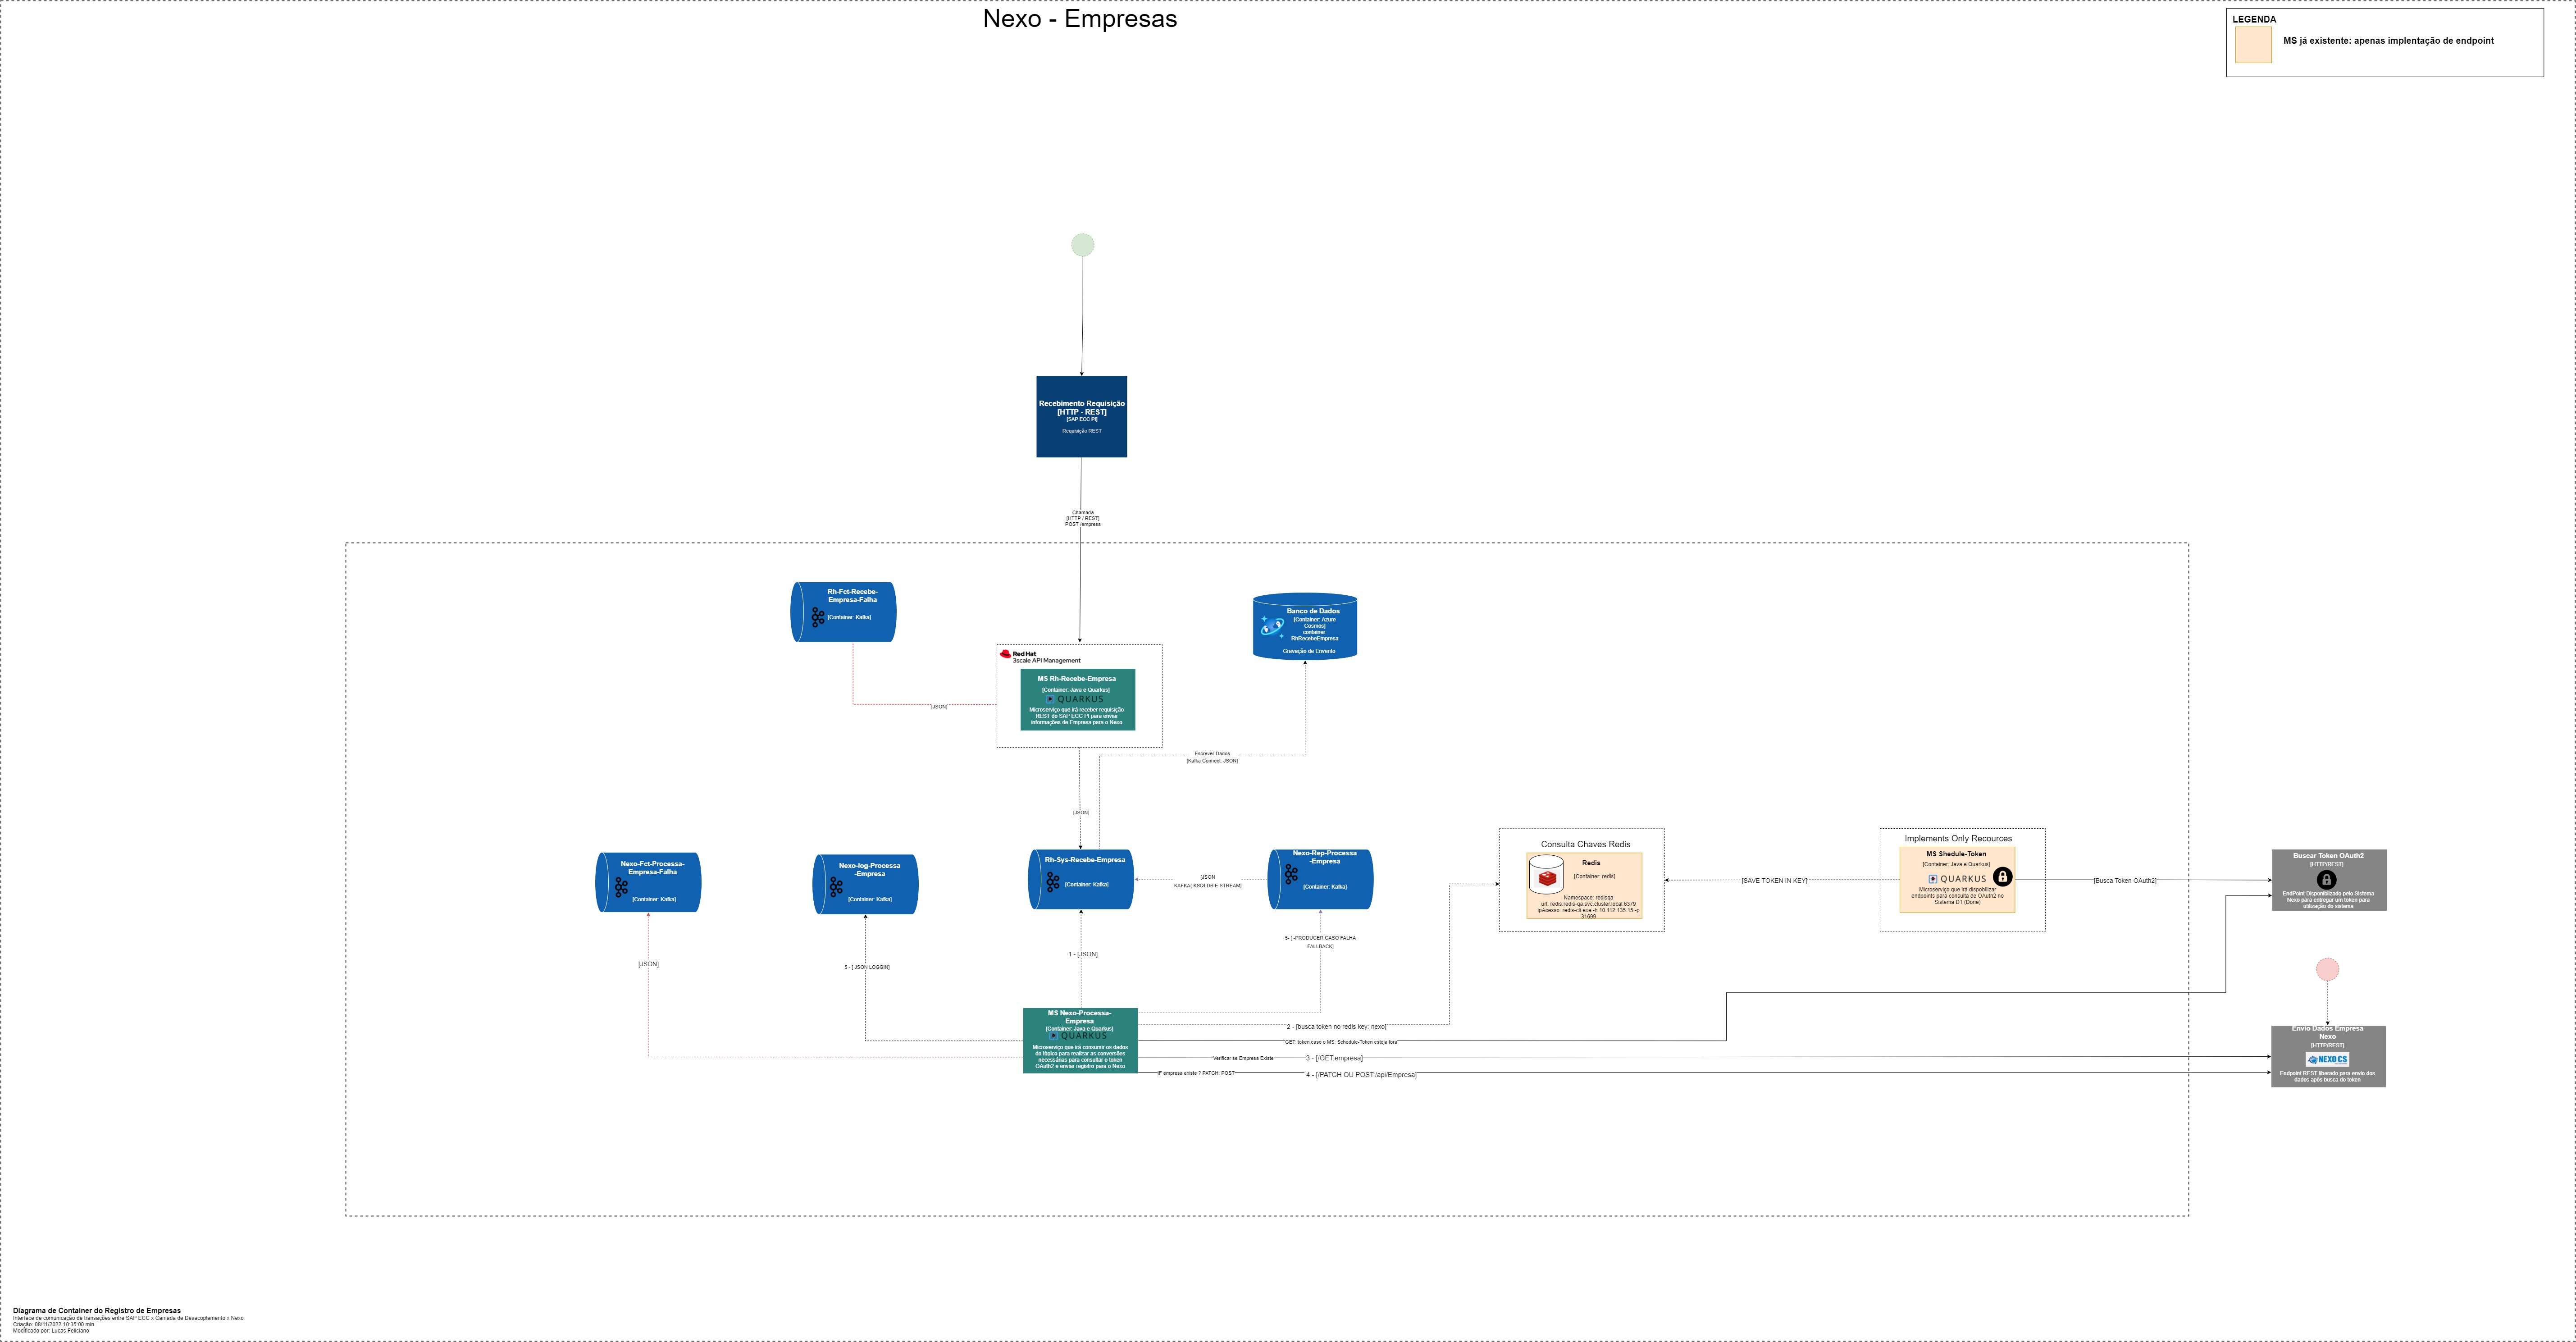 Nexo - Empresas
LEGENDA
MS já existente: apenas implentação de endpoint
Recebimento Requisição
[HTTP - REST]
[SAP ECC PI]
Requisição REST
Chamada
[HTTP / REST]
POST /empresa
Rh-Fct-Recebe-
Empresa-Falha
[Container: Kafka]
Banco de Dados
[Container: Azure
Cosmos]
container:
RhRecebeEmpresa
Gravação de Envento
Red Hat
3scale API Management
MS Rh-Recebe-Empresa
[Container: Java e Quarkus]
QUARKUS
Microserviço que irá receber requisição
REST do SAP ECC PI para enviar
informações de Empresa para o Nexo
[JSON]
Escrever Dados
[Kafka Connect: JSON]
[JSON]
Nexo-Fct-Processa-
Empresa-Falha
[Container: Kafka]
Nexo-log-Processa
-Empresa
[Container: Kafka]
Rh-Sys-Recebe-Empresa
[Container: Kafka]
[JSON
KAFKA[ KSQLDB E STREAM]
Nexo-Rep-Processa
-Empresa
[Container: Kafka]
Consulta Chaves Redis
Redis
[Container: redis]
Namespace: redisqa
url: redis.redis-qa.svc.cluster.local:6379
ipAcesso: redis-cli.exe -h 10.112.135.15 -p
31699
[SAVE TOKEN IN KEY]
Implements Only Recources
MS Shedule-Token
[Container: Java e Quarkus]
QUARKUS
Microserviço que irá dispobilizar
endpoints para consulta de OAuth2 no
Sistema D1 (Done)
[Busca Token OAuth2]
Buscar Token OAuth2
[HTTP/REST]
EndPoint Disponiblizado pelo Sistema
Nexo para entregar um token para
utilização do sistema
[JSON]
5 - [ JSON LOGGIN]
1 - [JSON]
5- [ -PRODUCER CASO FALHA
FALLBACK]
MS Nexo-Processa-
Empresa
[Container: Java e Quarkus]
QUARKUS
Microserviço que irá consumir os dados
do tópico para realizar as conversões
necessárias para consultar o token
OAuth2 e enviar registro para o Nexo
2 - [busca token no redis key: nexo]
GET: token caso o MS: Schedule-Token esteja fora
Verificar se Empresa Existe
3 - [/GET:empresa]
IF empresa existe ? PATCH: POST
4 - [/PATCH OU POST:/api/Empresa]
Envio Dados Empresa
Nexo
[HTTP/REST]
NEXO CS
Endpoint REST liberado para envio dos
dados após busca do token
Diagrama de Container do Registro de Empresas
Interface de comunicação de transações entre SAP ECC x Camada de Desacoplamento x Nexo
Criação: 08/11/2022 10:35:00 min
Modificado por: Lucas Feliciano